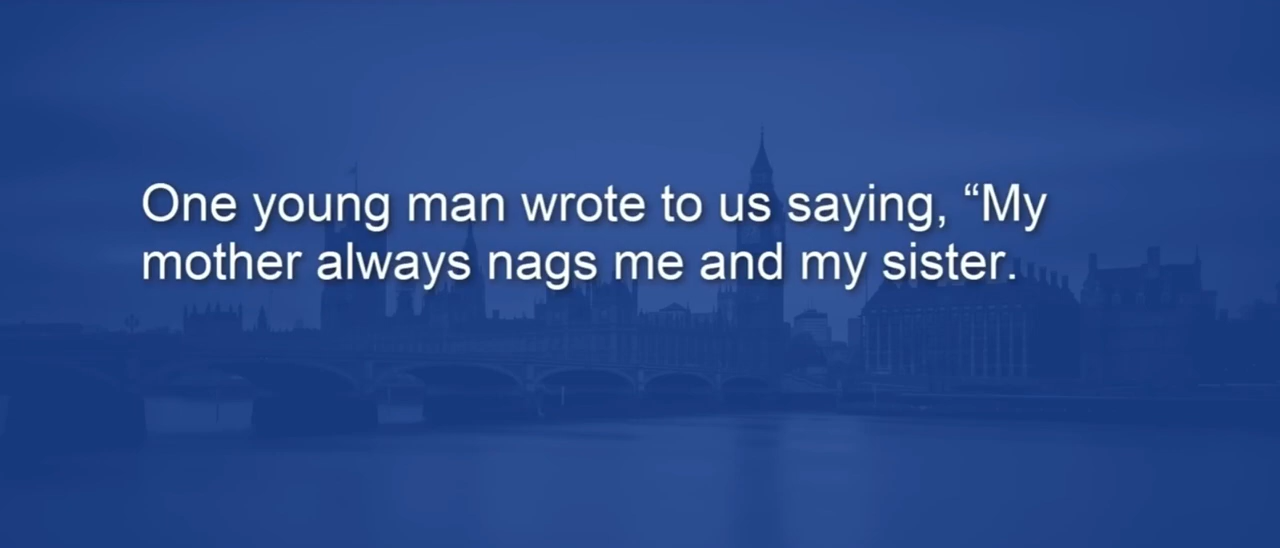 One young man wrote to us saying, “My
mother always nags me and my sister.